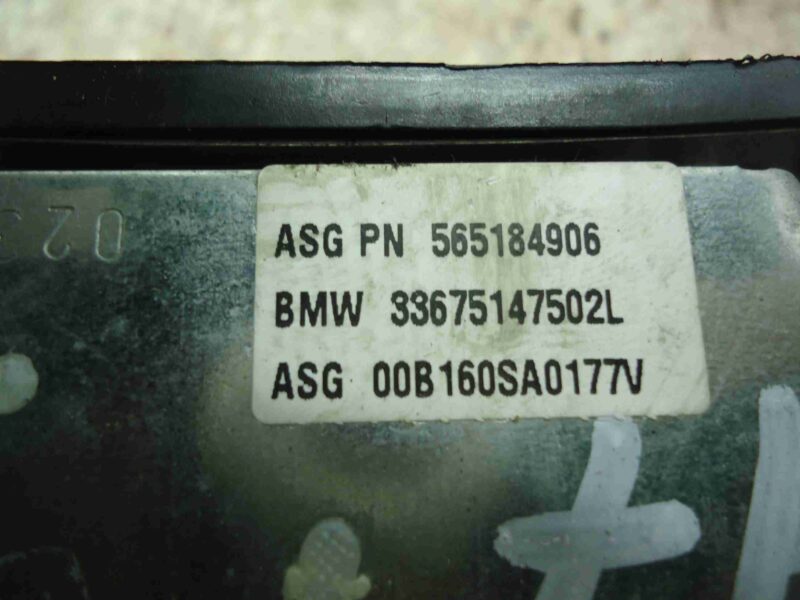 ASG PN 565184906
BMW 33675147502L
ASG 00B160SA0177V